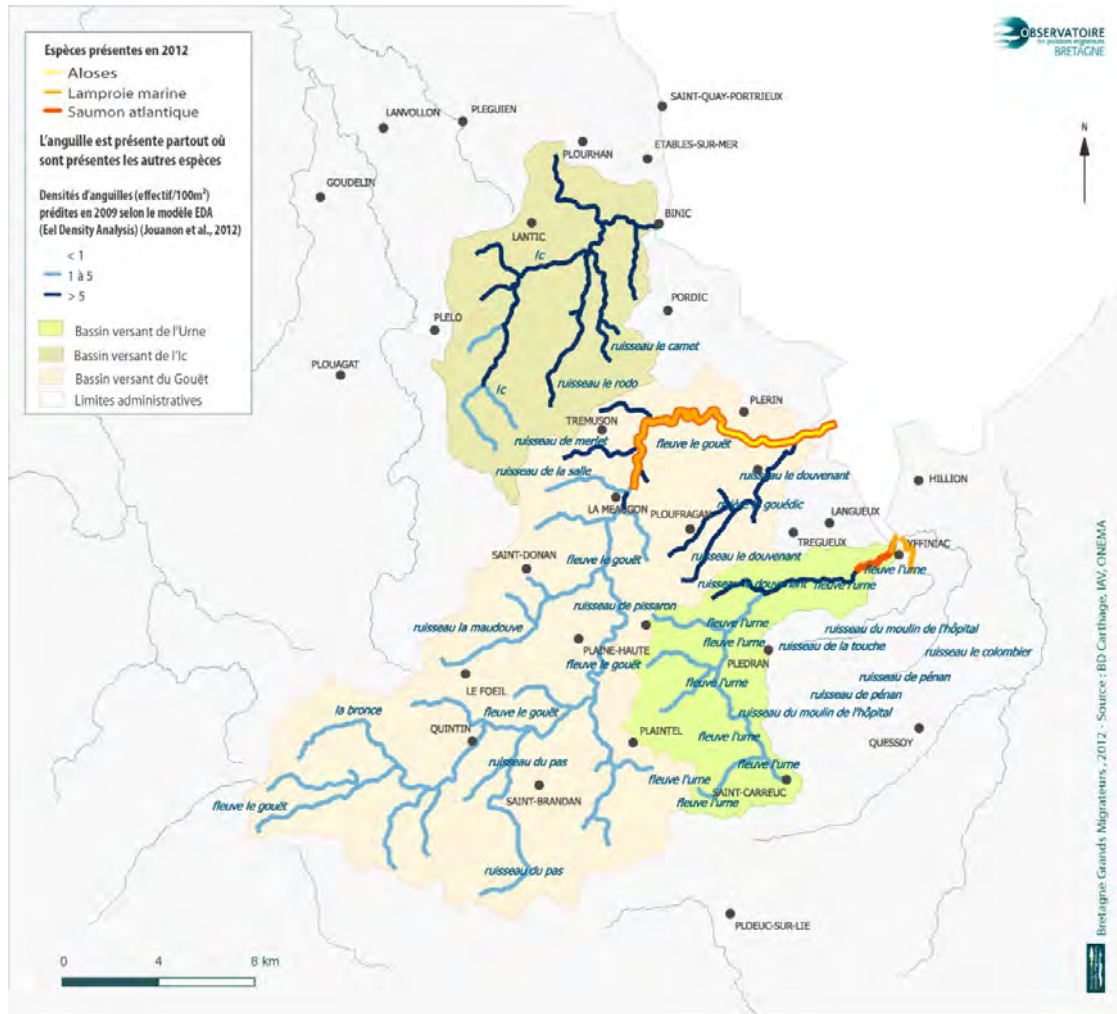 OBSERVATOIRE
des poissons migrateurs
BRETAGNE
Espèces présentes en 2012
Aloses
Lamproie marine
Saumon atlantique
L'anguille est présente partout où
sont présentes les autres espèces
Densités d'anguilles (effectif/100m²)
prédites en 2009 selon le modèle EDA
(Eel Density Analysis) (Jouanon et al., 2012)
< 1
1 à 5
> 5
Bassin versant de l'Urne
Bassin versant de l'Ic
Bassin versant du Gouët
Limites administratives
N
SAINT-QUAY-PORTRIEUX
LANVOLLON
PLEGUIEN
PLOURHAN
ETABLES-SUR-MER
GOUDELIN
BINIC
LANTIC
Ic
PORDIC
PLELO
ruisseau le camet
PLOUAGAT
Ic
ruisseau le rodo
PLERIN
TREMUSON
ruisseau de merlet
fleuve le gouët
ruisseau de la salle
ruisseau le douvenant
HILLION
LA MEAUGON
gouédic
PLOUFRAGAN
LANGUEUX
TREGUEUX
YFFINIAC
SAINT-DONAN
fleuve le gouët
ruisseau le douvenant
fleuve l'urne
fleuve l'urne
ruisseau de pissaron
fleuve l'urne
ruisseau du moulin de l'hôpital
ruisseau la maudouve
PLAINE-HAUTE
fleuve l'urne
ruisseau de la touche
ruisseau le colombier
fleuve le gouët
PLEDRAN
LE FOEIL
fleuve l'urne
ruisseau de pénan
ruisseau de pénan
la bronce
fleuve le gouët
ruisseau du moulin de l'hôpital
QUINTIN
PLAINTEL
fleuve l'urne
QUESSOY
ruisseau du pas
fleuve l'urne
fleuve l'urne
SAINT-BRANDAN
SAINT-CARREUC
fleuve le gouët
fleuve l'urne
ruisseau du pas
PLOEUC-SUR-LIE
0 4 8 km
Bretagne Grands Migrateurs, 2012 - Source : BD Carthage, IAV, ONEMA